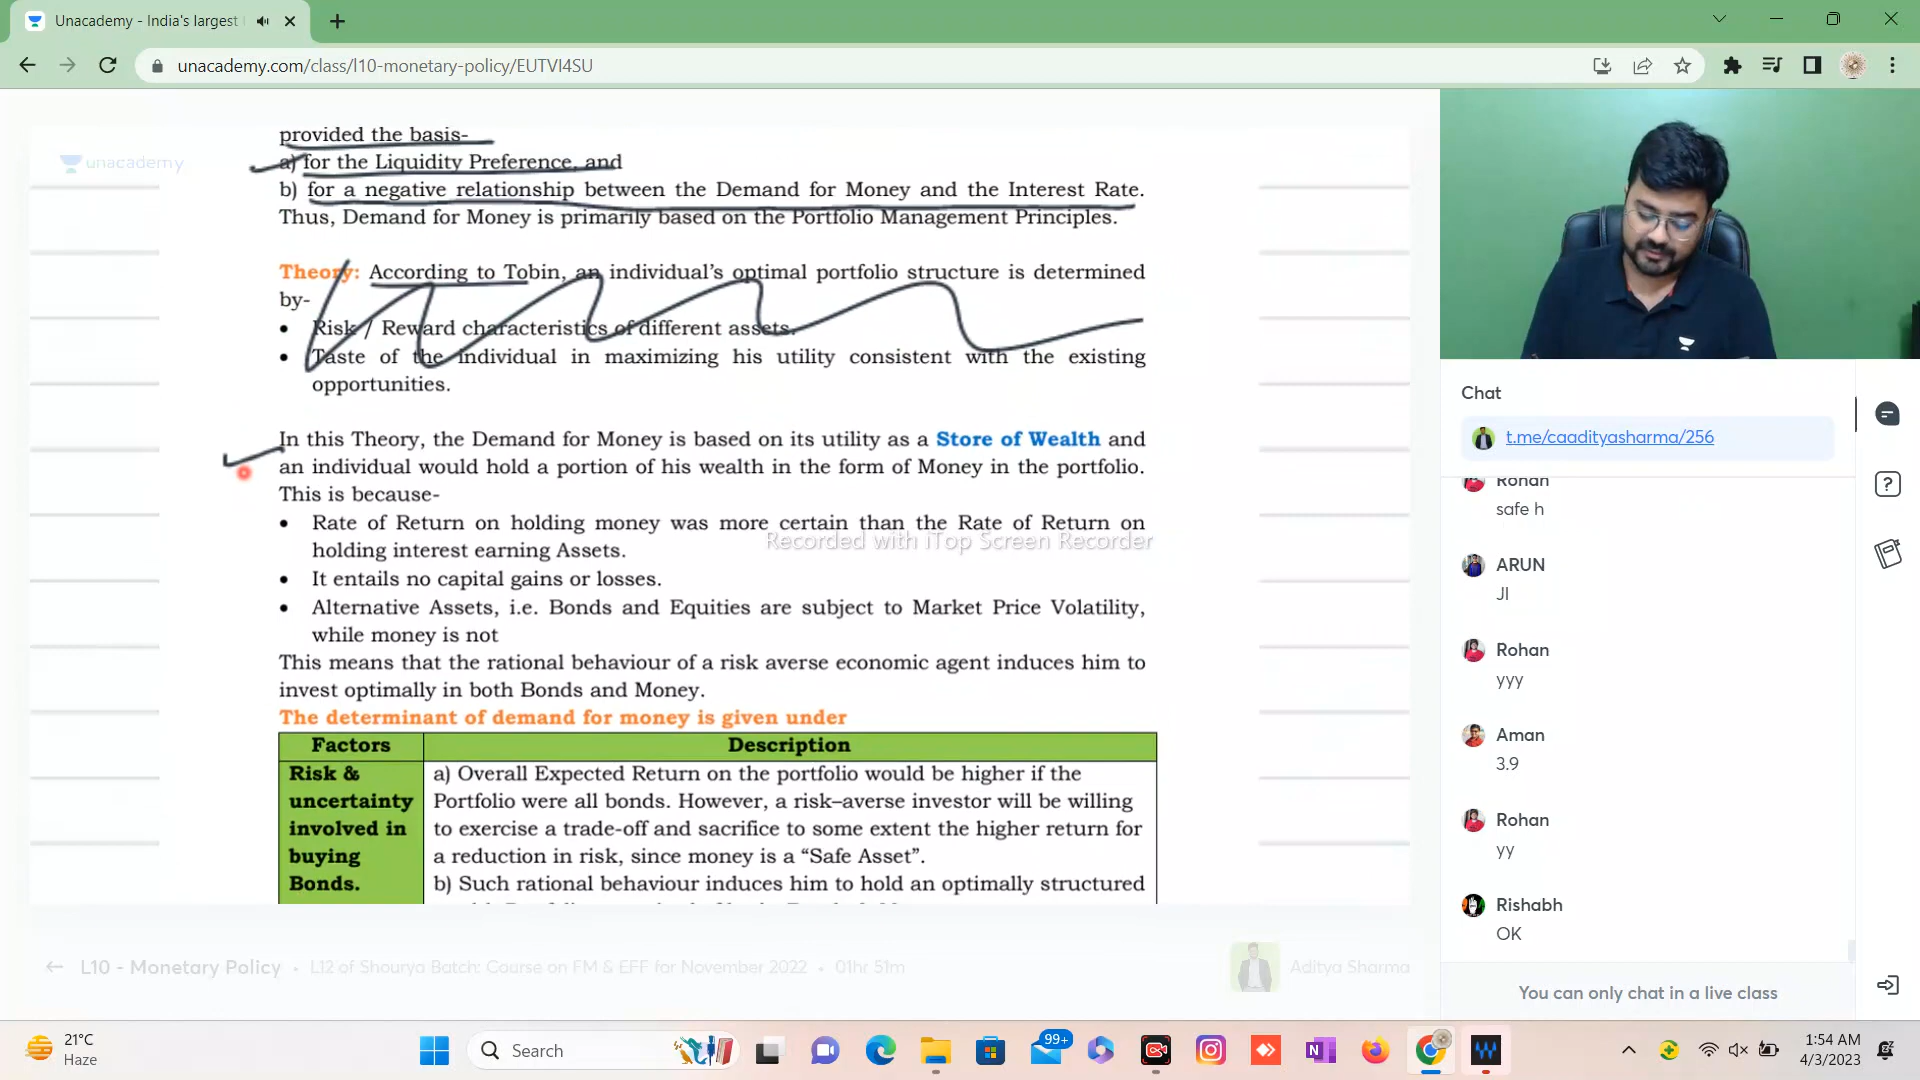 Unacademy - India's largest
unacademy.com/class/l10-monetary-policy/EUTVI4SU
unacademy
provided the basis-
a) for the Liquidity Preference, and
b) for a negative relationship between the Demand for Money and the Interest Rate.
Thus, Demand for Money is primarily based on the Portfolio Management Principles.
Theory: According to Tobin, an individual's optimal portfolio structure is determined
by-
• Risk / Reward characteristics of different assets.
• Taste of the individual in maximizing his utility consistent with the existing
opportunities.
In this Theory, the Demand for Money is based on its utility as a Store of Wealth and
an individual would hold a portion of his wealth in the form of Money in the portfolio.
This is because-
• Rate of Return on holding money was more certain than the Rate of Return on
holding interest earning Assets.
Recorded with iTop Screen Recorder
• It entails no capital gains or losses.
• Alternative Assets, i.e. Bonds and Equities are subject to Market Price Volatility,
while money is not
This means that the rational behaviour of a risk averse economic agent induces him to
invest optimally in both Bonds and Money.
The determinant of demand for money is given under
Factors Description
Risk & uncertainty involved in buying Bonds.
a) Overall Expected Return on the portfolio would be higher if the
Portfolio were all bonds. However, a risk–averse investor will be willing
to exercise a trade-off and sacrifice to some extent the higher return for
a reduction in risk, since money is a “Safe Asset”.
b) Such rational behaviour induces him to hold an optimally structured
L10 - Monetary Policy • L12 of Shourya Batch: Course on FM & EFF for November 2022 • 01hr 51m
Aditya Sharma
Chat
t.me/caadityasharma/256
Rohan
safe h
ARUN
JI
Rohan
yyy
Aman
3.9
Rohan
yy
Rishabh
OK
You can only chat in a live class
21°C
Haze
Search
99+
1:54 AM
4/3/2023